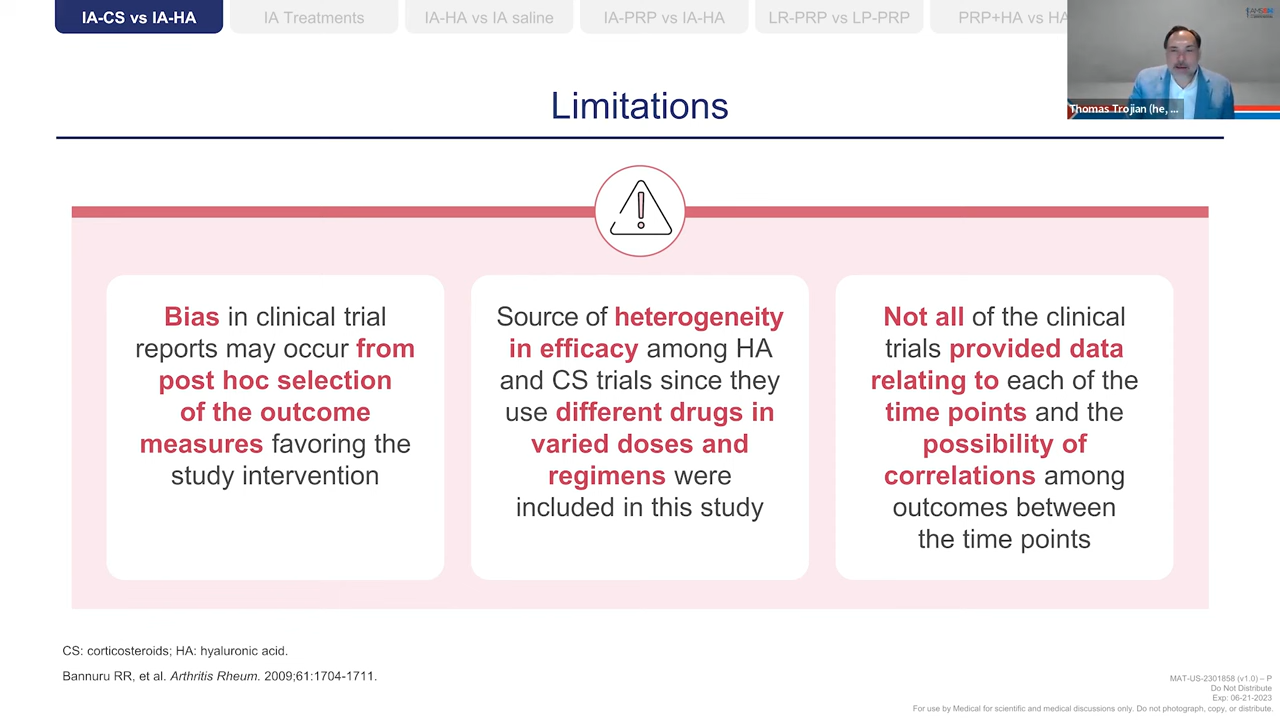 IA-CS vs IA-HA
IA Treatments
IA-HA vs IA saline
IA-PRP vs IA-HA
LR-PRP vs LP-PRP
PRP+HA vs HA
Thomas Trojian (he, ...
Limitations
Bias in clinical trial
reports may occur from
post hoc selection
of the outcome
measures favoring the
study intervention
Source of heterogeneity
in efficacy among HA
and CS trials since they
use different drugs in
varied doses and
regimens were
included in this study
Not all of the clinical
trials provided data
relating to each of the
time points and the
possibility of
correlations among
outcomes between
the time points
CS: corticosteroids; HA: hyaluronic acid.
Bannuru RR, et al. Arthritis Rheum. 2009;61:1704-1711.
MAT-US-2301858 (v1.0) – P
Do Not Distribute
Exp: 06-21-2023
For use by Medical for scientific and medical discussions only. Do not photograph, copy, or distribute.